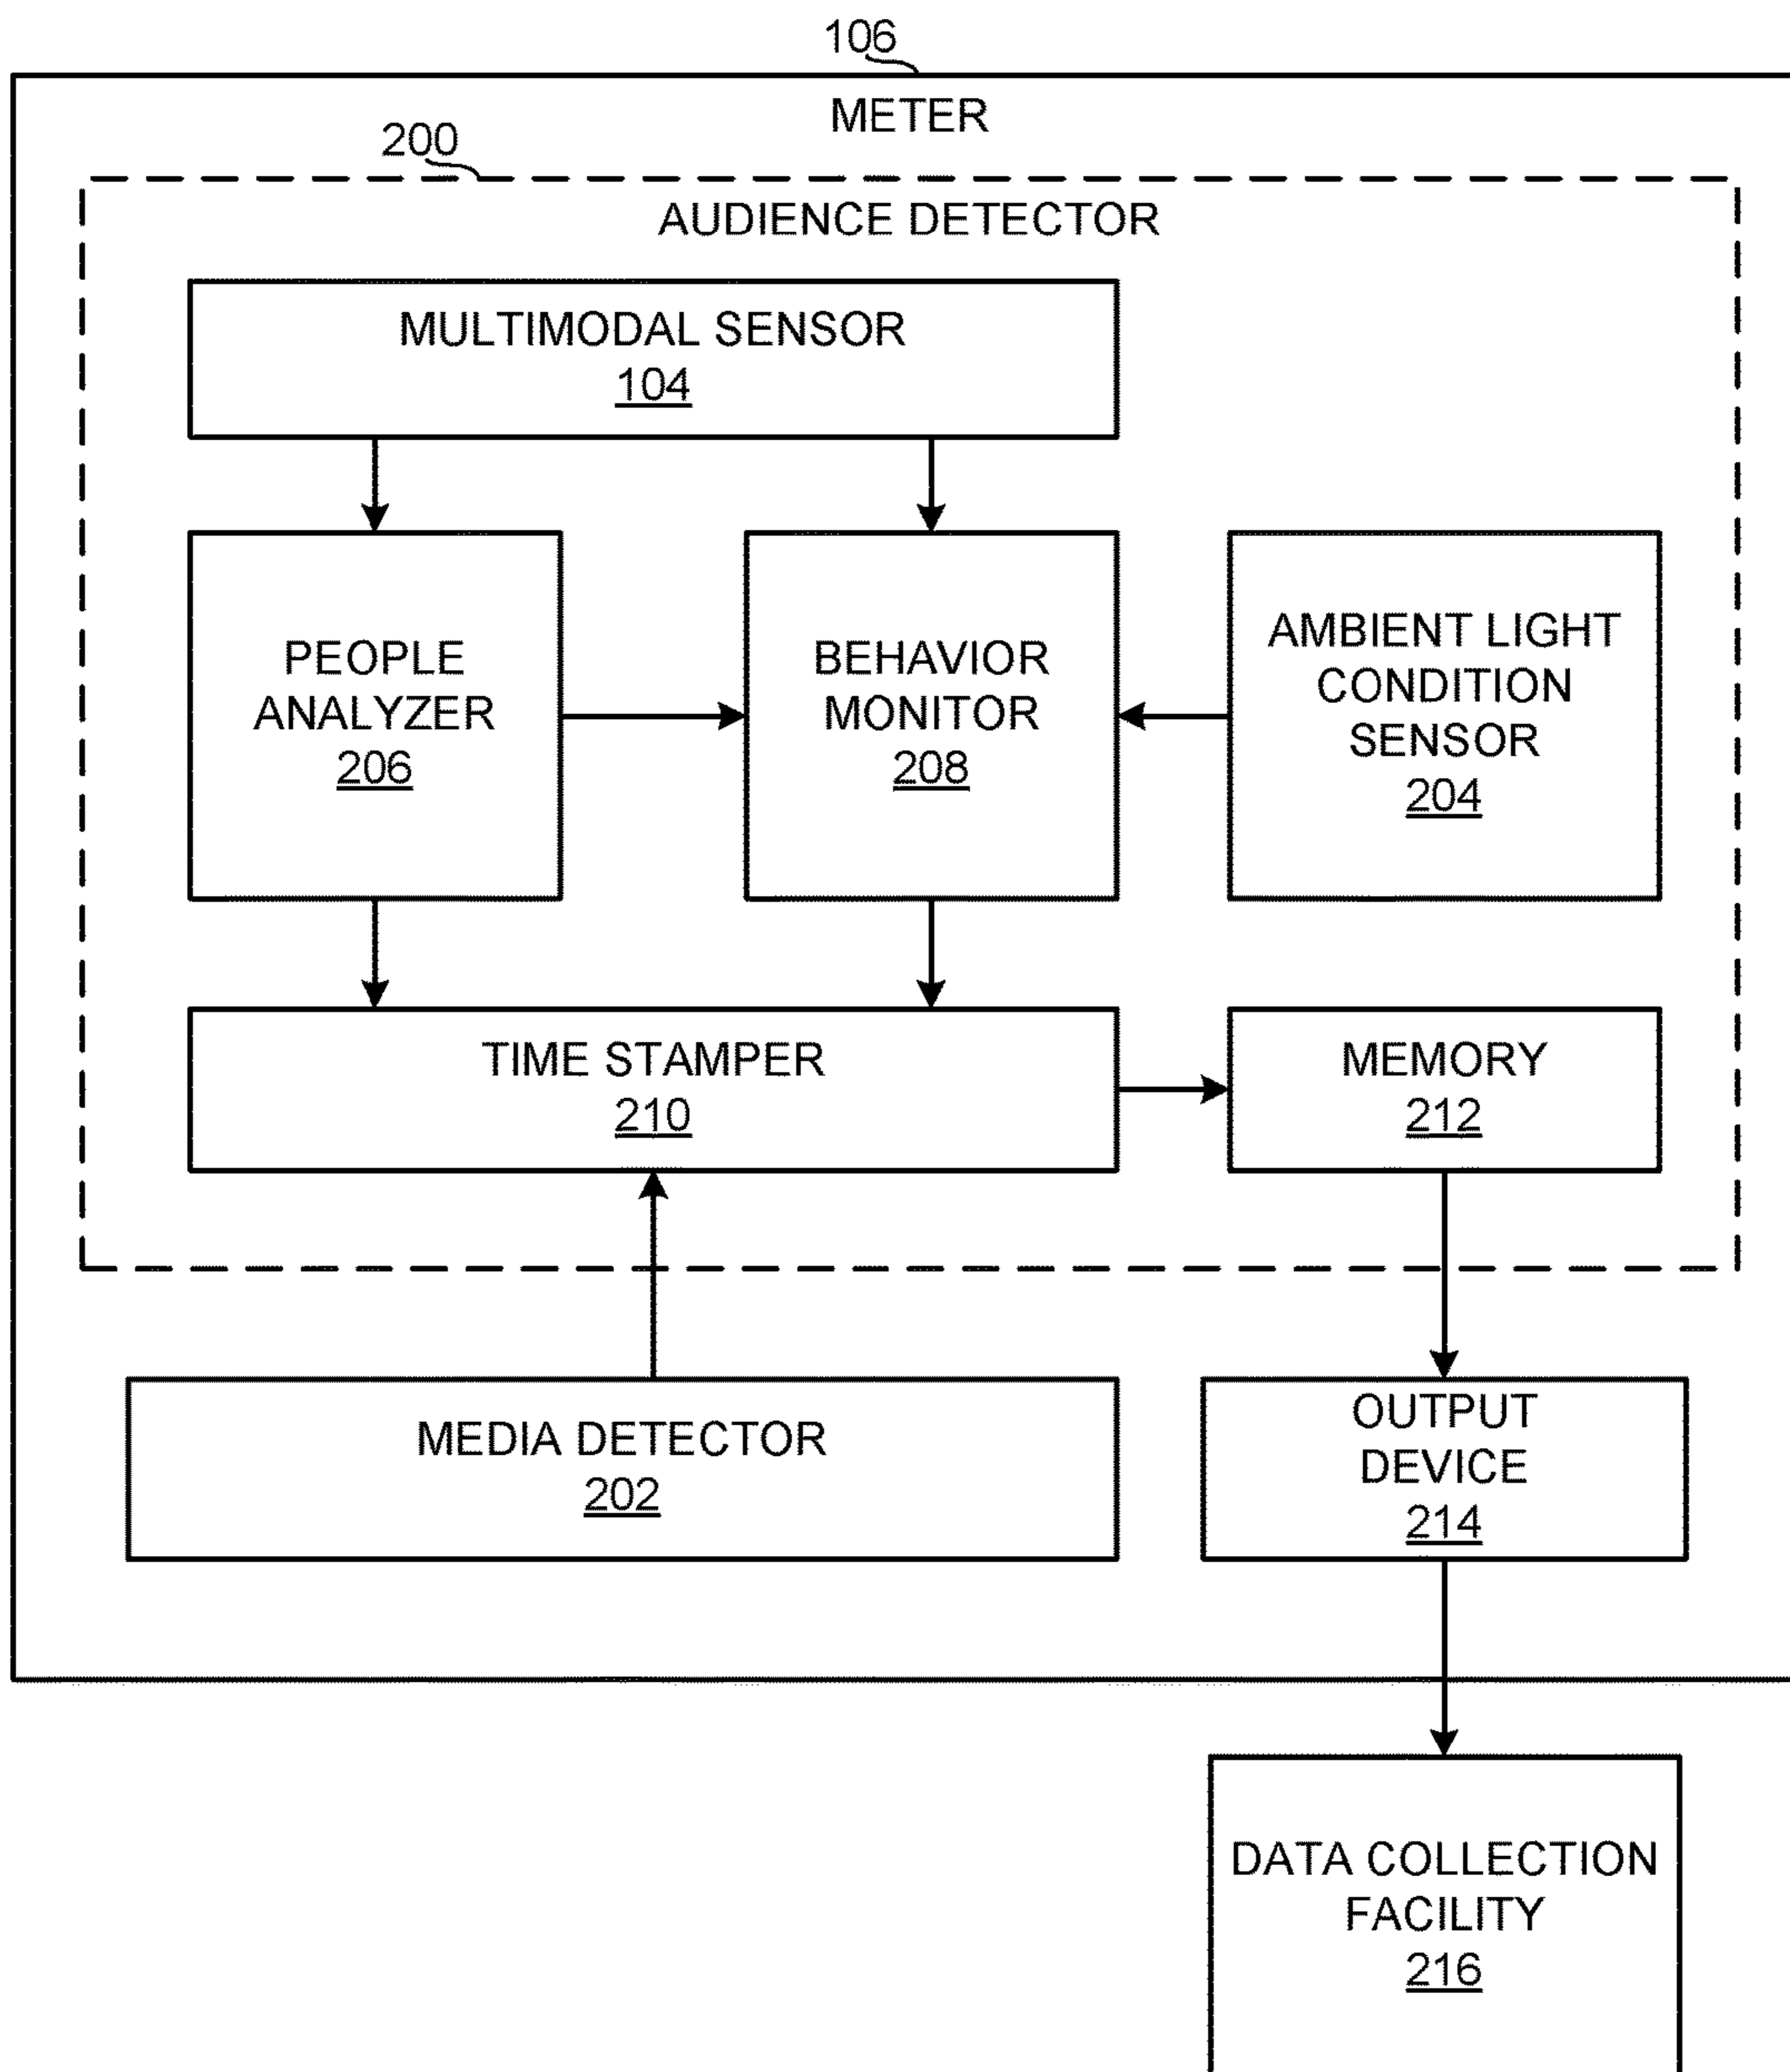 106
METER
200
AUDIENCE DETECTOR
MULTIMODAL SENSOR
104
PEOPLE
ANALYZER
206
BEHAVIOR
MONITOR
208
AMBIENT LIGHT
CONDITION
SENSOR
204
TIME STAMPER
210
MEMORY
212
MEDIA DETECTOR
202
OUTPUT
DEVICE
214
DATA COLLECTION
FACILITY
216